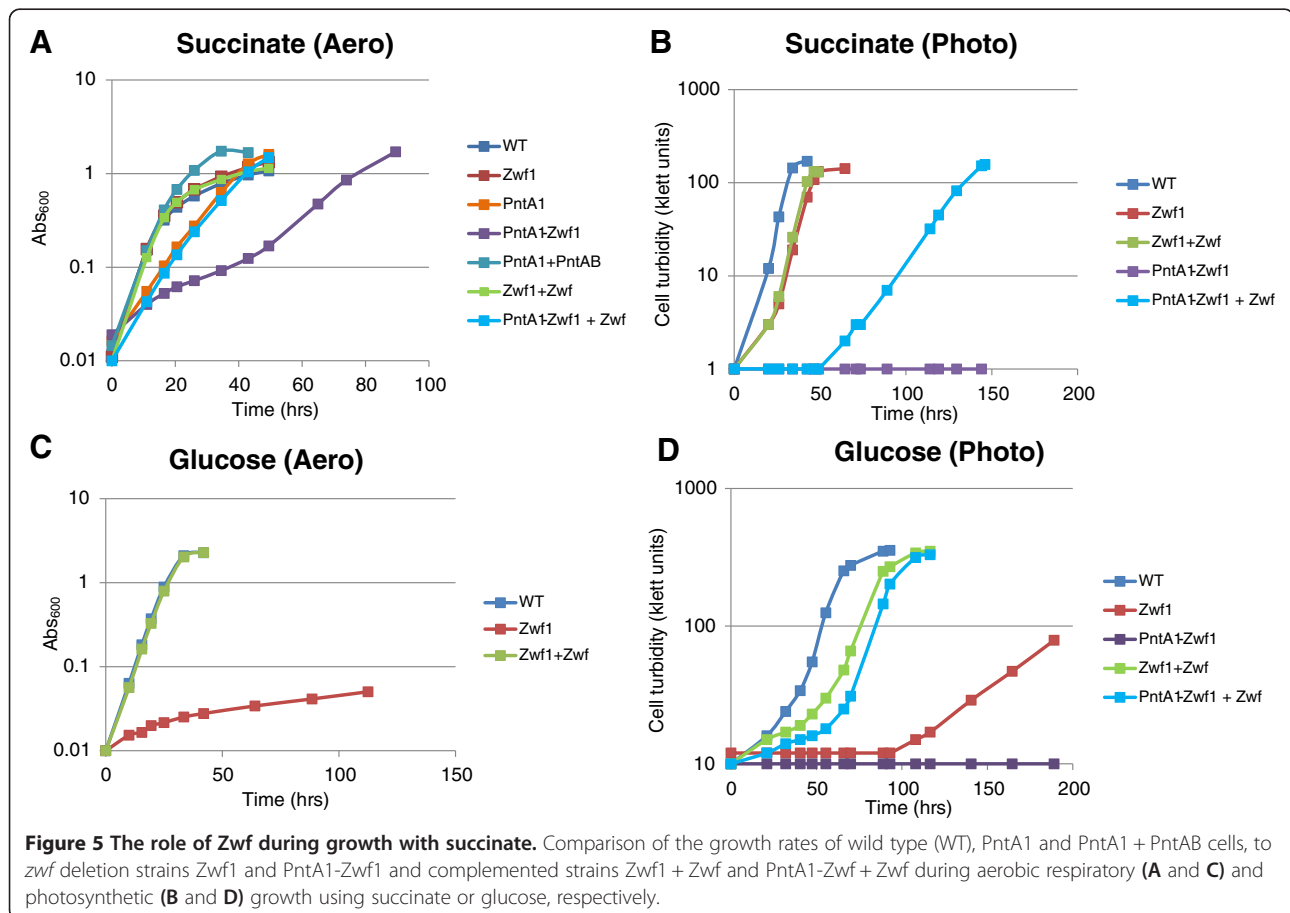 A
Succinate (Aero)
Abs600
10
1
0.1
0.01
0 20 40 60 80 100
Time (hrs)
WT
Zwf1
PntA1
PntA1-Zwf1
PntA1+PntAB
Zwf1+Zwf
PntA1-Zwf1 + Zwf
B
Succinate (Photo)
Cell turbidity (klett units)
1000
100
10
1
0 50 100 150 200
Time (hrs)
WT
Zwf1
Zwf1+Zwf
PntA1-Zwf1
PntA1-Zwf1 + Zwf
C
Glucose (Aero)
Abs600
10
1
0.1
0.01
0 50 100 150
Time (hrs)
WT
Zwf1
Zwf1+Zwf
D
Glucose (Photo)
Cell turbidity (klett units)
1000
100
10
0 50 100 150 200
Time (hrs)
WT
Zwf1
PntA1-Zwf1
Zwf1+Zwf
PntA1-Zwf1 + Zwf
Figure 5 The role of Zwf during growth with succinate. Comparison of the growth rates of wild type (WT), PntA1 and PntA1 + PntAB cells, to
zwf deletion strains Zwf1 and PntA1-Zwf1 and complemented strains Zwf1 + Zwf and PntA1-Zwf + Zwf during aerobic respiratory (A and C) and
photosynthetic (B and D) growth using succinate or glucose, respectively.